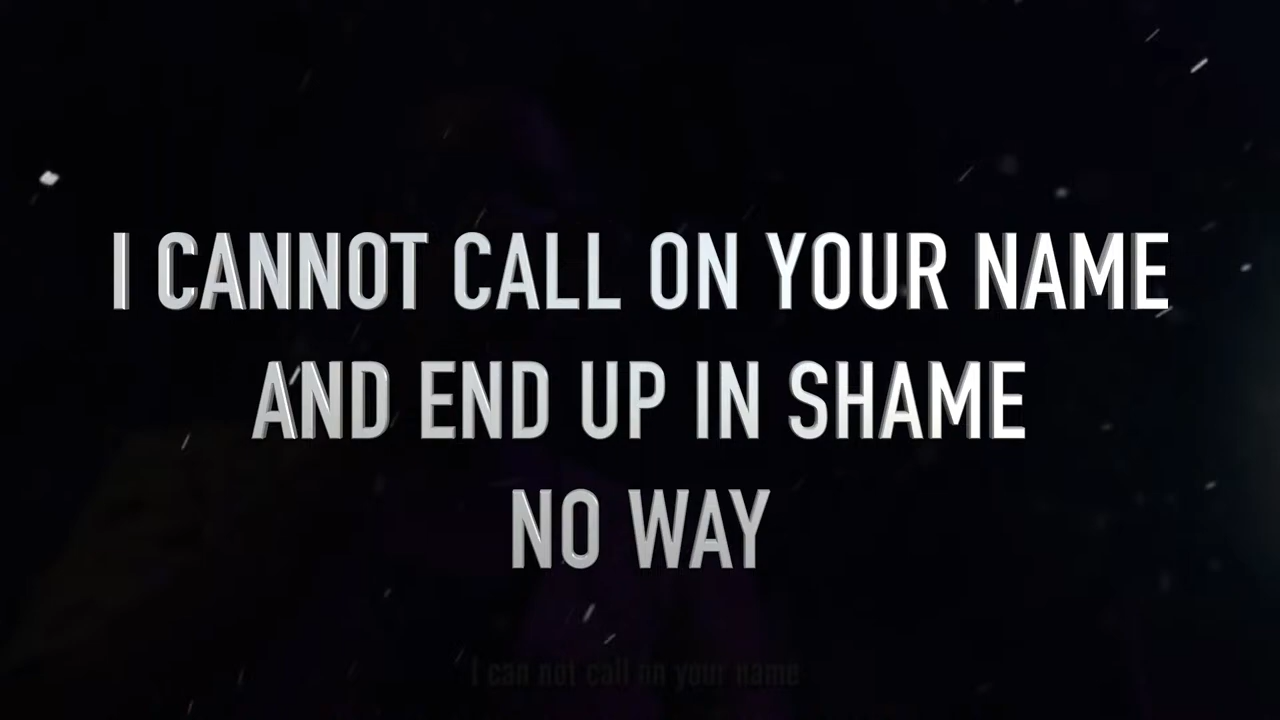 I CANNOT CALL ON YOUR NAME
AND END UP IN SHAME
NO WAY
I can not call on your name